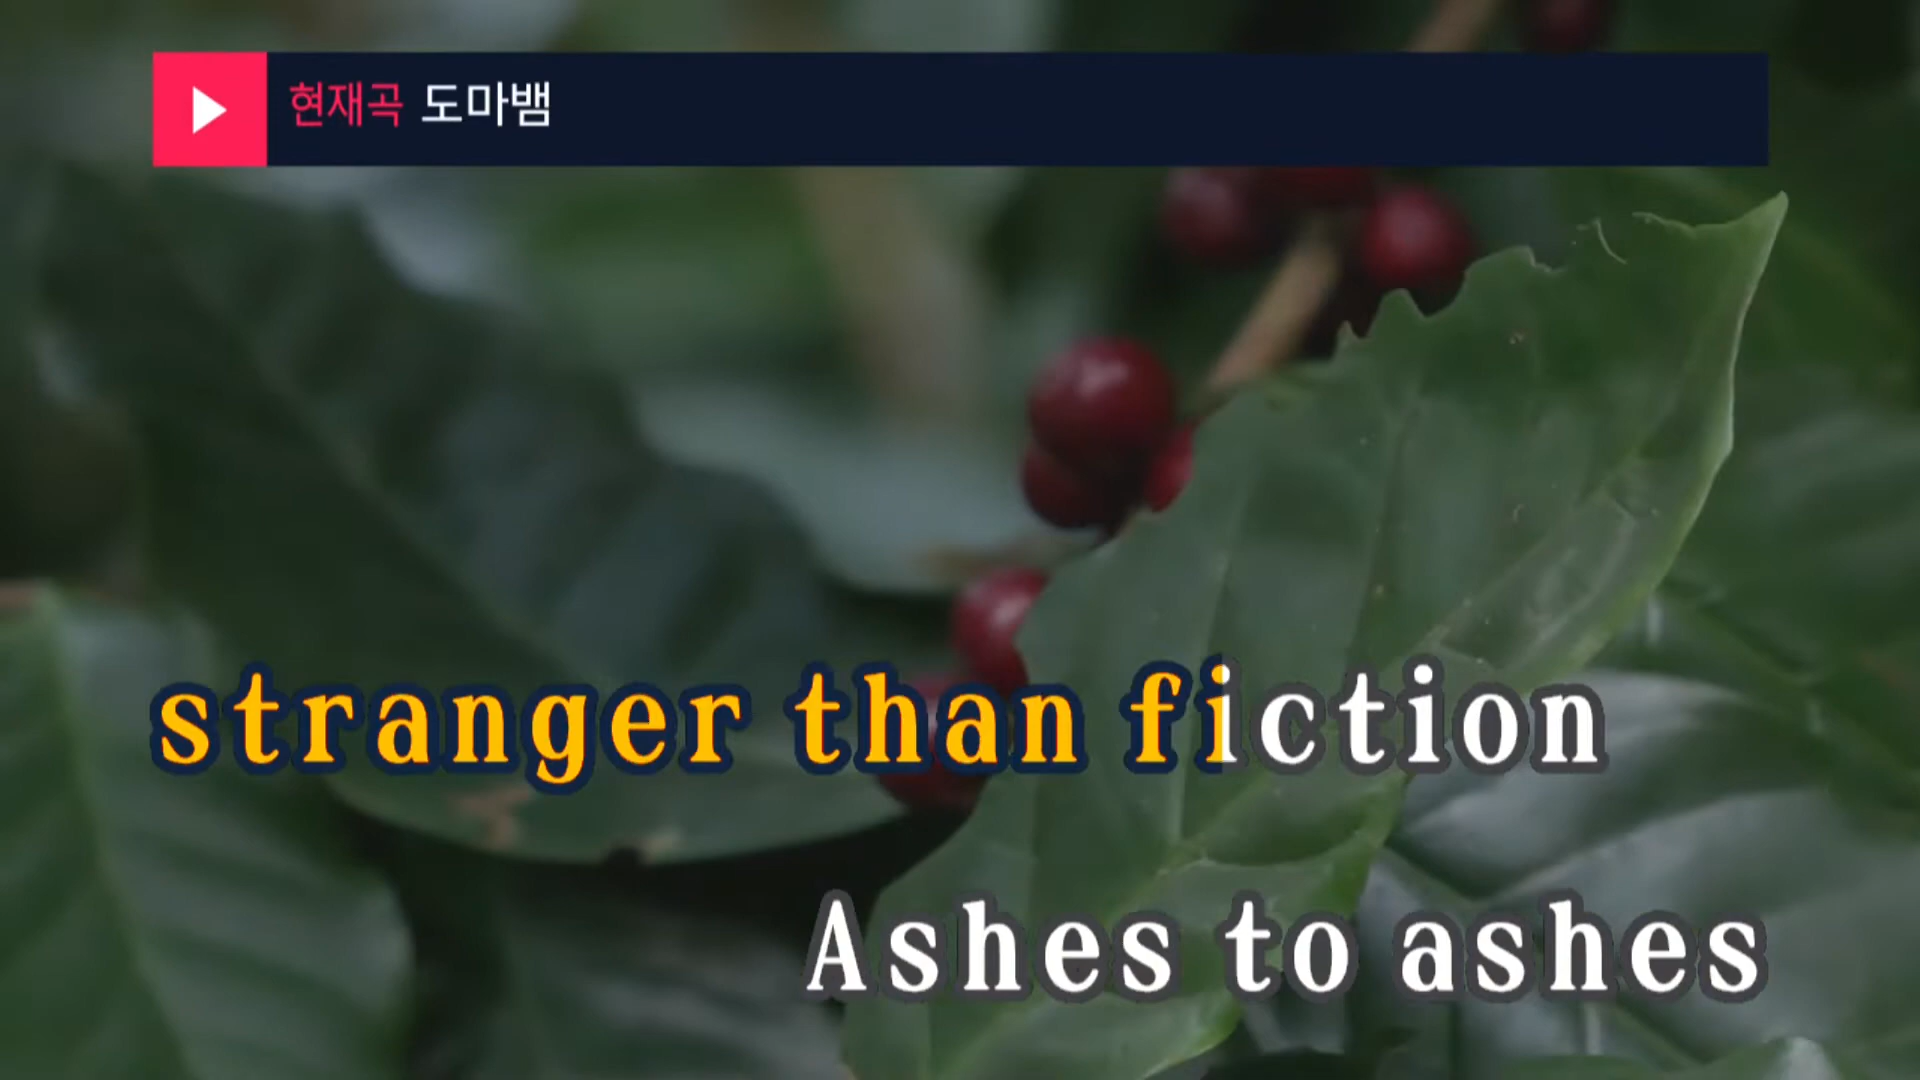 현재곡 도마뱀
stranger than fiction
Ashes to ashes